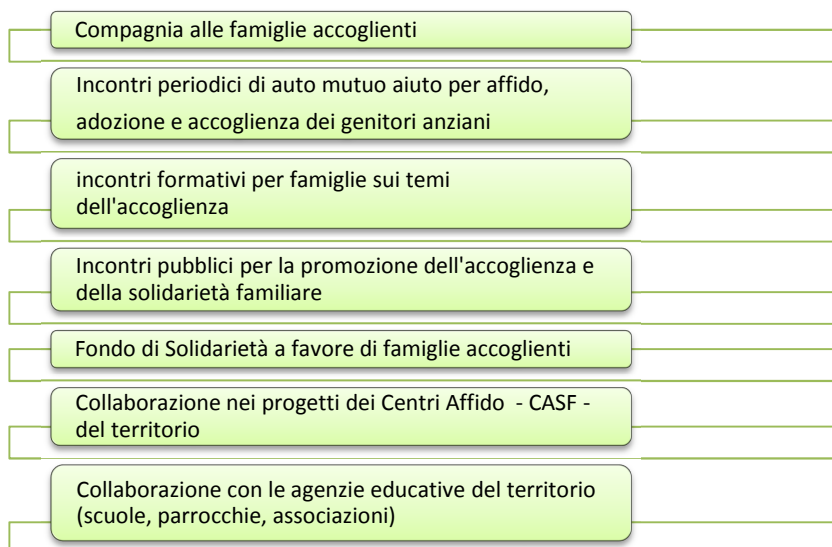 Compagnia alle famiglie accoglienti
Incontri periodici di auto mutuo aiuto per affido,
adozione e accoglienza dei genitori anziani
incontri formativi per famiglie sui temi
dell'accoglienza
Incontri pubblici per la promozione dell'accoglienza e
della solidarietà familiare
Fondo di Solidarietà a favore di famiglie accoglienti
Collaborazione nei progetti dei Centri Affido - CASF -
del territorio
Collaborazione con le agenzie educative del territorio
(scuole, parrocchie, associazioni)